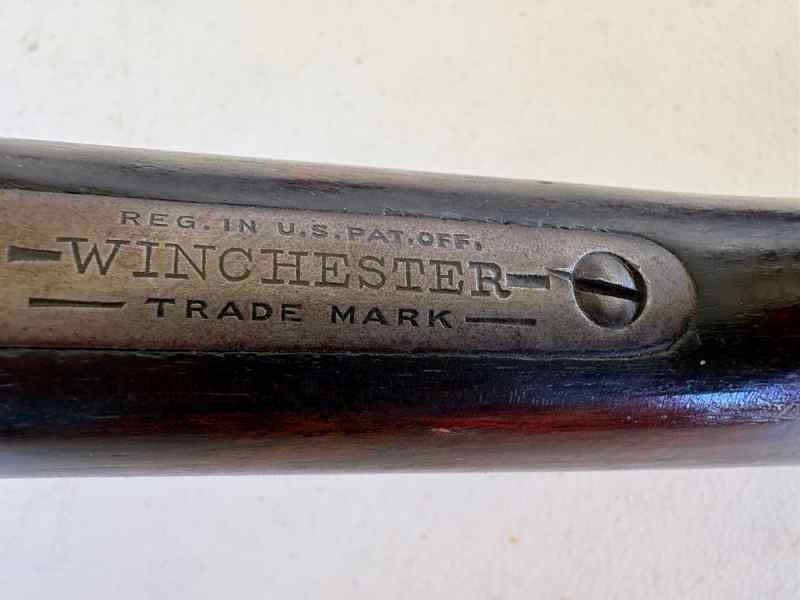 REG. IN U.S. PAT. OFF.
WINCHESTER
TRADE MARK